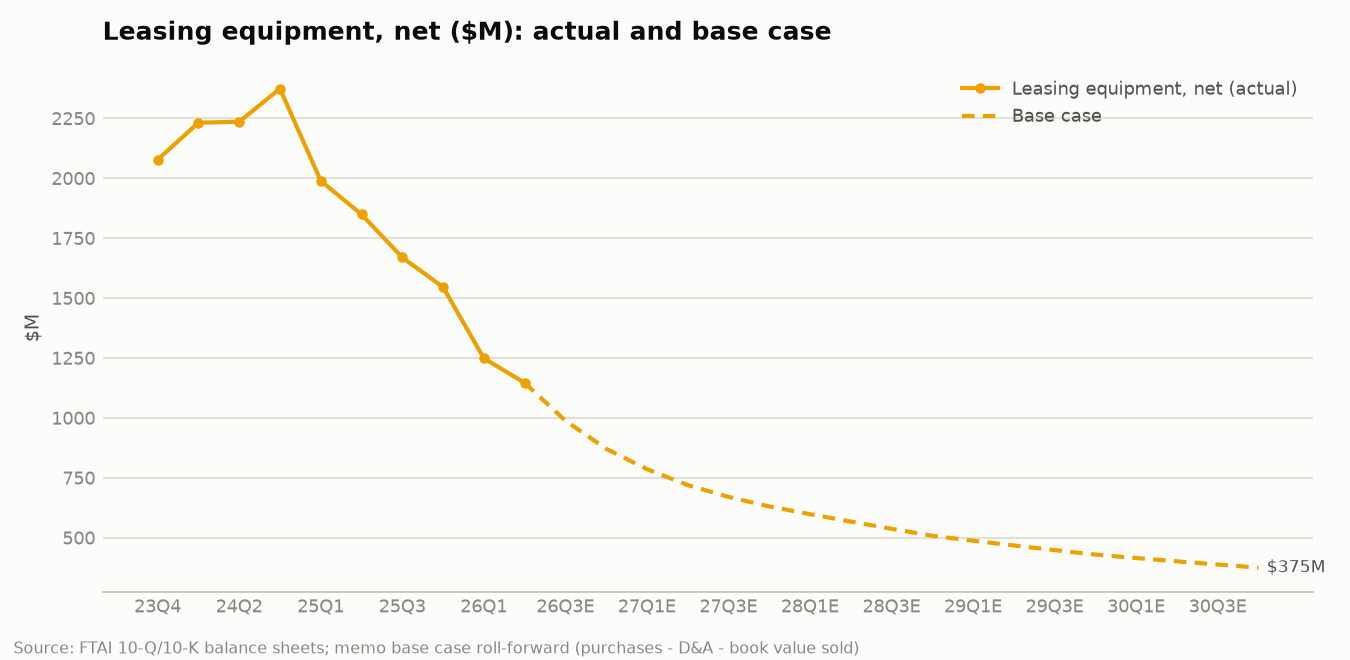 Leasing equipment, net ($M): actual and base case
Leasing equipment, net (actual)
Base case
$M
2250
2000
1750
1500
1250
1000
750
500
$375M
23Q4 24Q2 25Q1 25Q3 26Q1 26Q3E 27Q1E 27Q3E 28Q1E 28Q3E 29Q1E 29Q3E 30Q1E 30Q3E
Source: FTAI 10-Q/10-K balance sheets; memo base case roll-forward (purchases - D&A - book value sold)